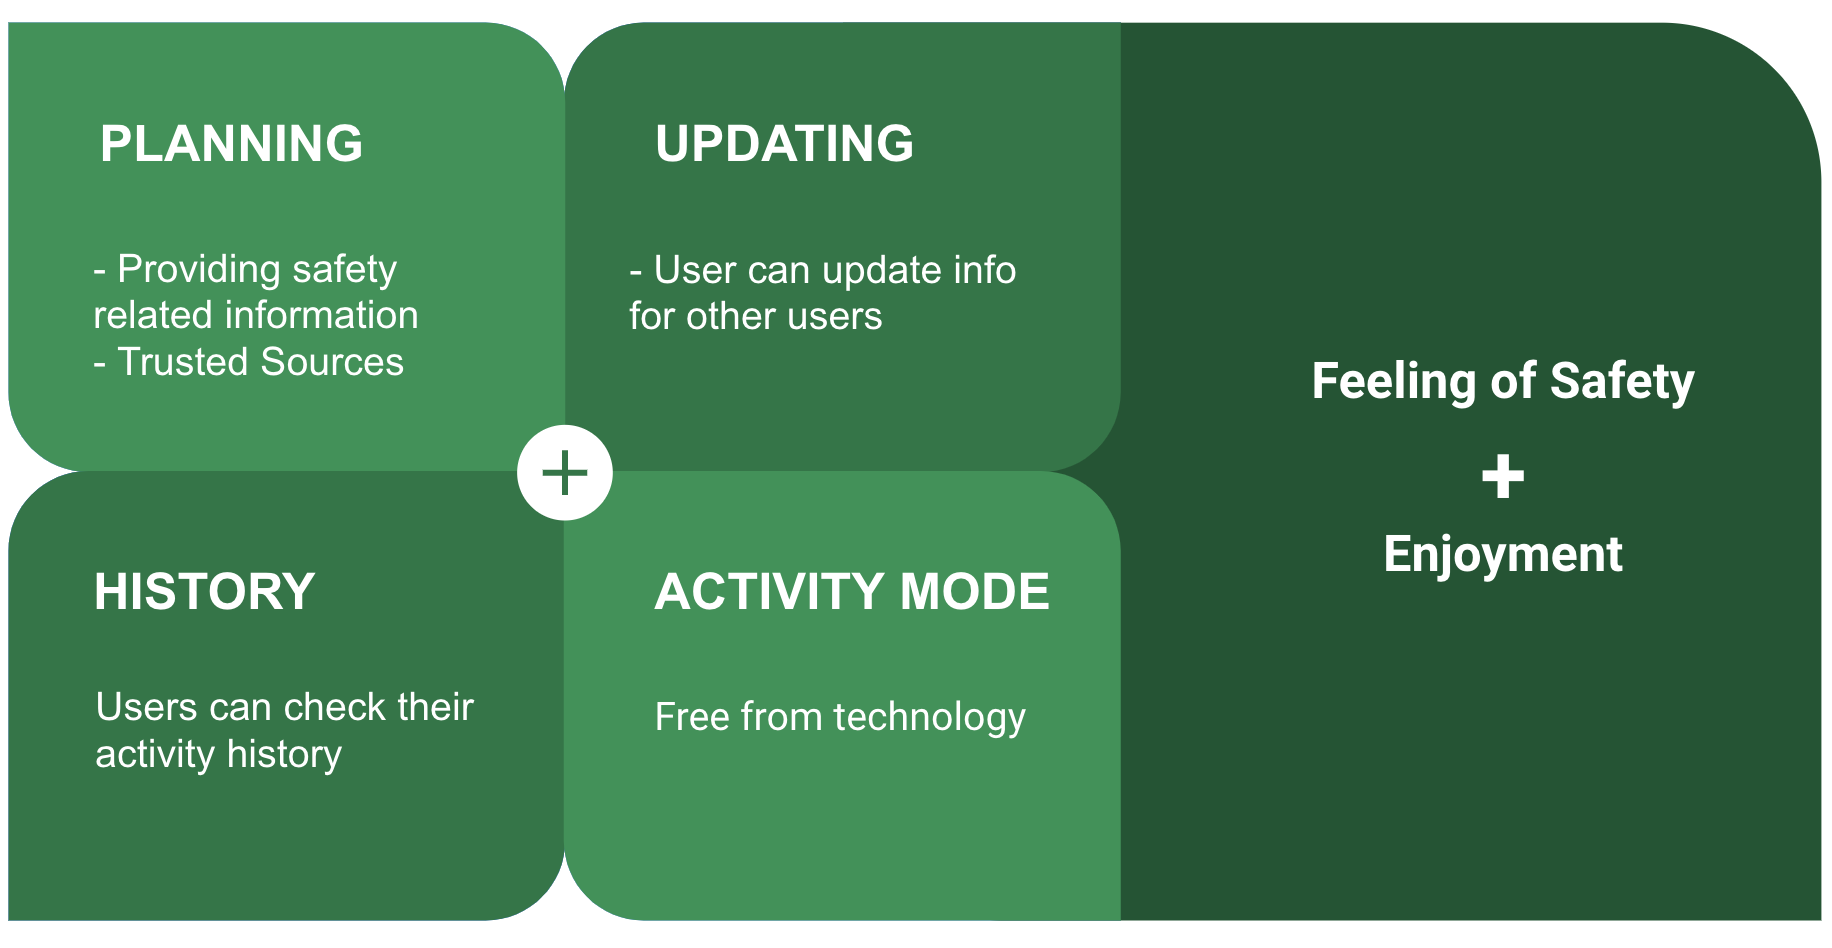 PLANNING
- Providing safety
related information
- Trusted Sources
UPDATING
- User can update info
for other users
HISTORY
Users can check their
activity history
ACTIVITY MODE
Free from technology
+
Feeling of Safety
+
Enjoyment